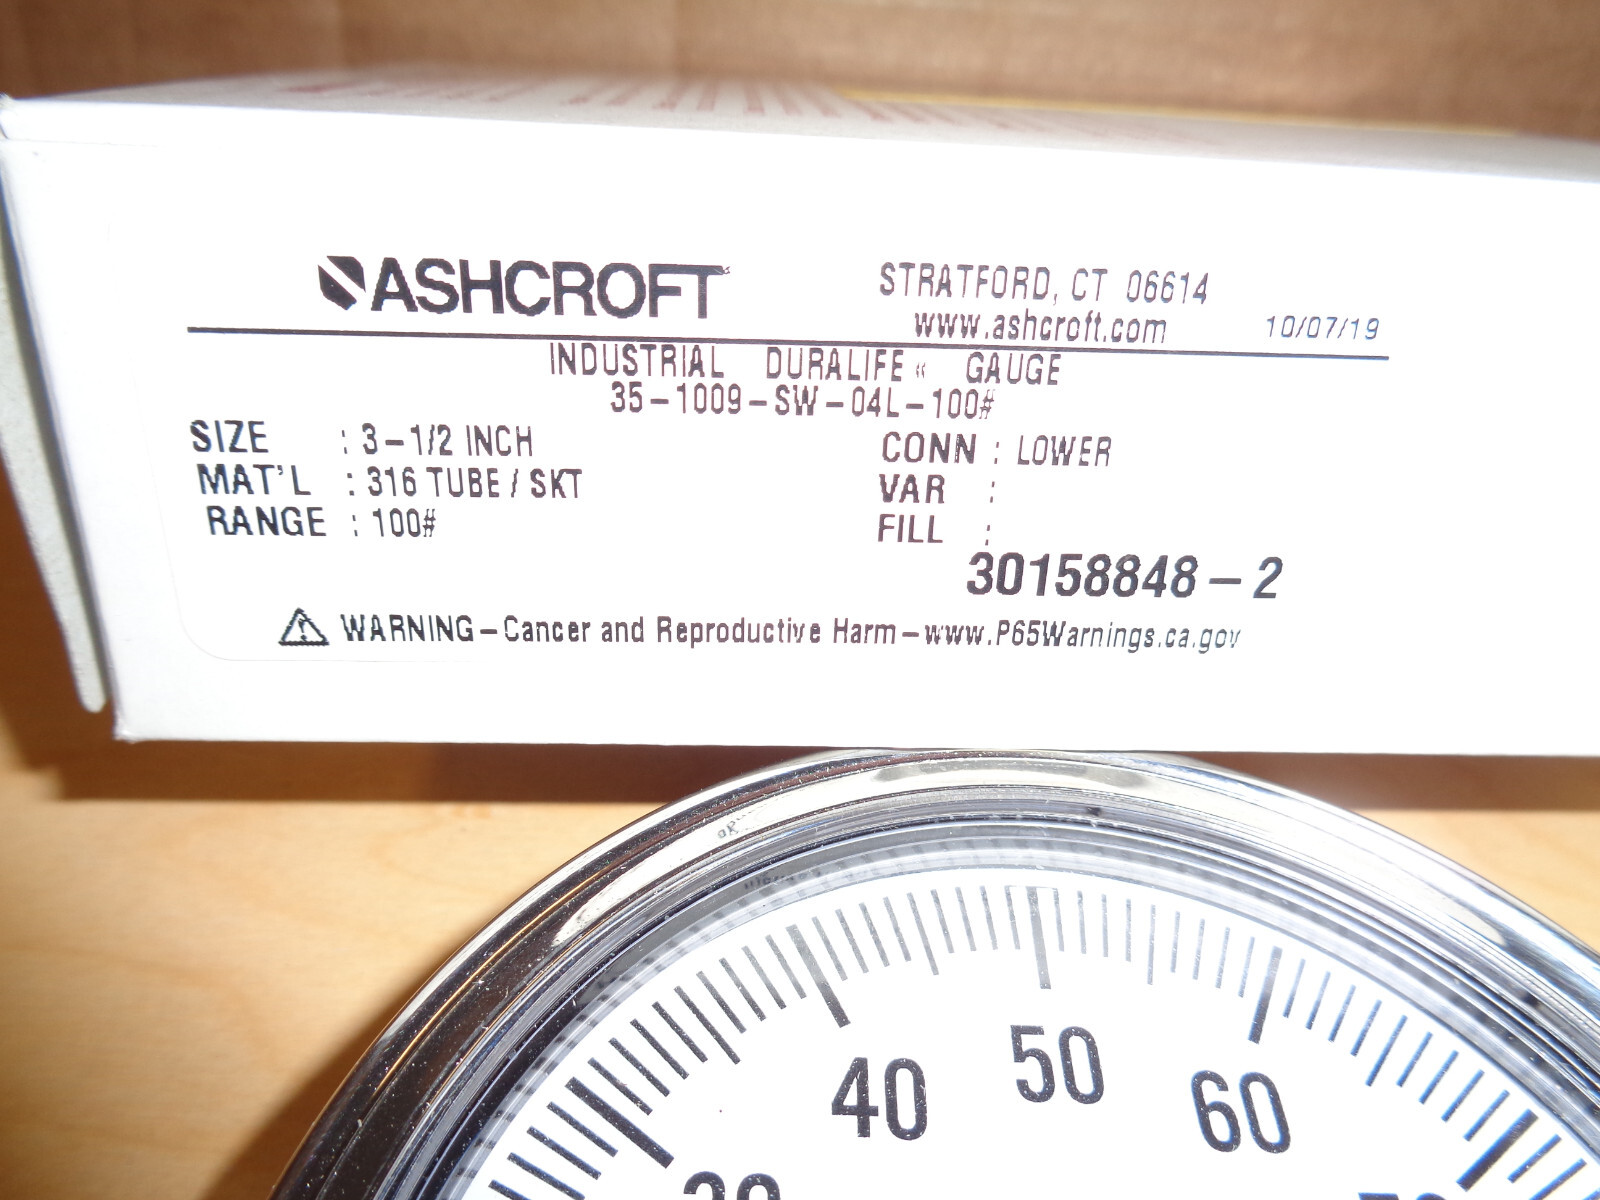 ASHCROFT
STRATFORD, CT 06614
www.ashcroft.com 10/07/19
INDUSTRIAL DURALIFE « GAUGE
35-1009-SW-04L-100#
SIZE : 3-1/2 INCH CONN : LOWER
MAT'L : 316 TUBE / SKT VAR :
RANGE : 100# FILL :
30158848-2
WARNING-Cancer and Reproductive Harm-www.P65Warnings.ca.gov
40 50 60